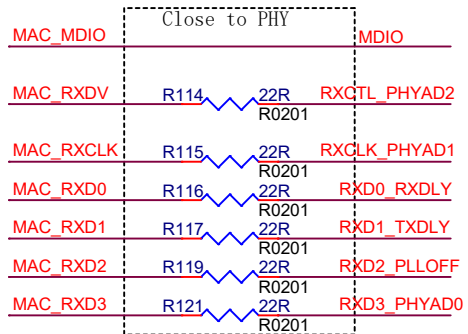 Close to PHY
MAC_MDIO MDIO
MAC_RXDV R114 22R RXCTL_PHYAD2
R0201
MAC_RXCLK R115 22R RXCLK_PHYAD1
R0201
MAC_RXD0 R116 22R RXD0_RXDLY
R0201
MAC_RXD1 R117 22R RXD1_TXDLY
R0201
MAC_RXD2 R119 22R RXD2_PLLOFF
R0201
MAC_RXD3 R121 22R RXD3_PHYAD0
R0201